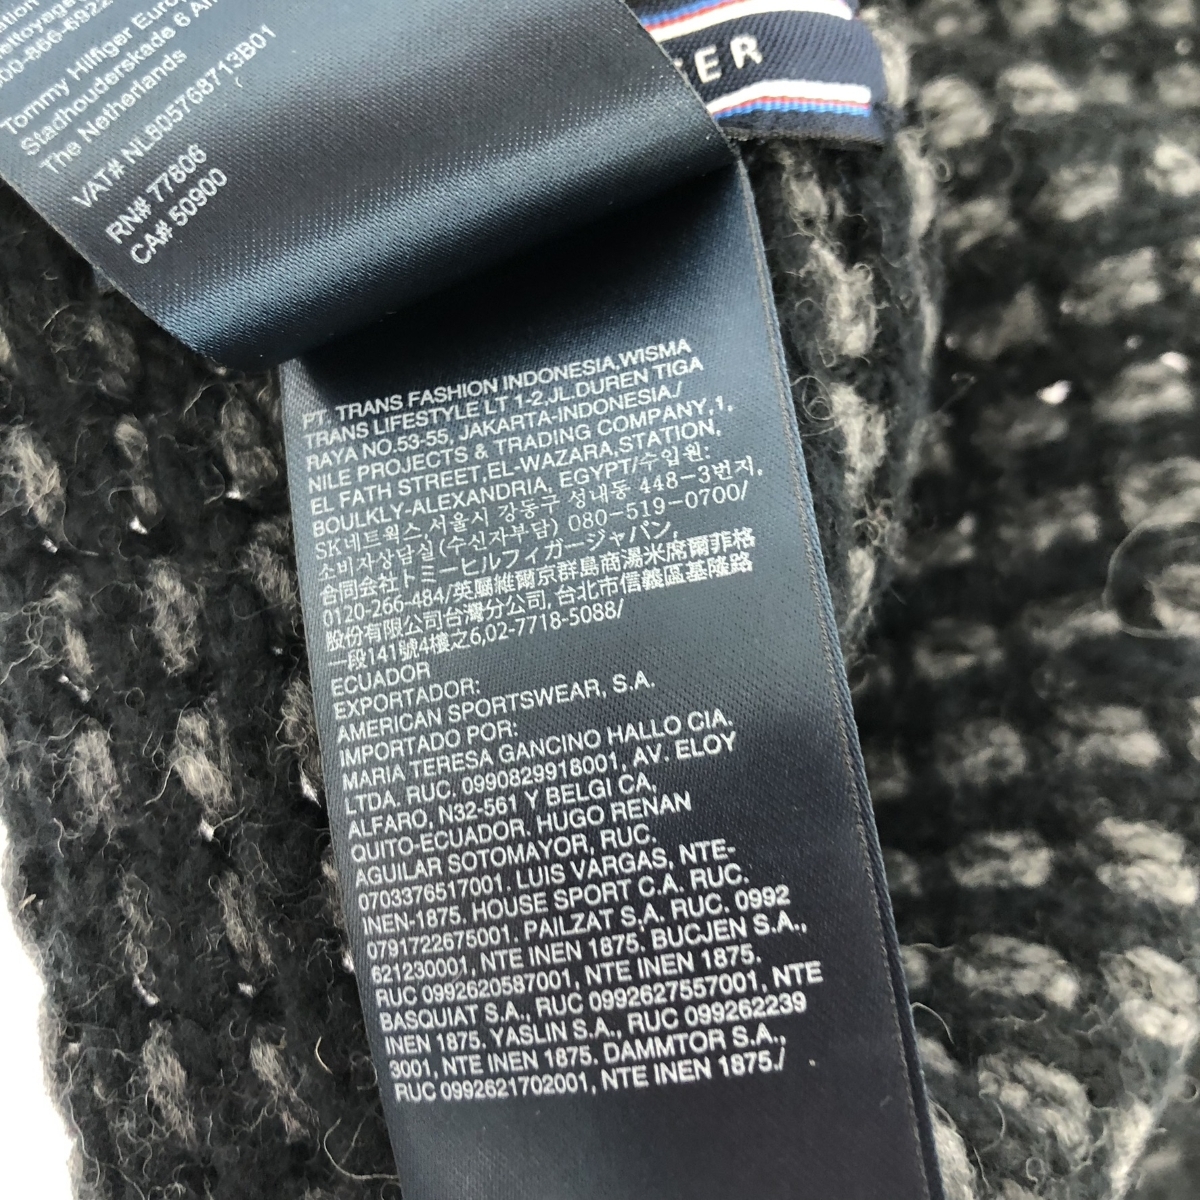 ation
ettoyage
00-866-6922
Tommy Hilfiger Euro
Stadhouderskade 6 Am
The Netherlands
VAT# NL805768713B01
RN# 77806
CA# 50900
GER
PT. TRANS FASHION INDONESIA,WISMA
TRANS LIFESTYLE LT 1-2,JL.DUREN TIGA
RAYA NO.53-55, JAKARTA-INDONESIA./
NILE PROJECTS & TRADING COMPANY,1,
EL FATH STREET,EL-WAZARA,STATION,
BOULKLY-ALEXANDRIA, EGYPT/수입원:
SK네트웍스,서울시 강동구 성내동 448-3번지,
소비자상담실(수신자부담) 080-519-0700/
合同会社トミーヒルフィガージャパン,
0120-266-484/英屬維爾京群島商湯米席爾菲格
股份有限公司台灣分公司,台北市信義區基隆路
一段141號4樓之6,02-7718-5088/
ECUADOR
EXPORTADOR:
AMERICAN SPORTSWEAR, S.A.
IMPORTADO POR:
MARIA TERESA GANCINO HALLO CIA.
LTDA. RUC. 0990829918001, AV. ELOY
ALFARO, N32-561 Y BELGI CA,
QUITO-ECUADOR. HUGO RENAN
AGUILAR SOTOMAYOR, RUC.
0703376517001. LUIS VARGAS, NTE-
INEN-1875. HOUSE SPORT C.A. RUC.
0791722675001. PAILZAT S.A. RUC. 0992
621230001, NTE INEN 1875. BUCJEN S.A.,
RUC 0992620587001, NTE INEN 1875.
BASQUIAT S.A., RUC 0992627557001, NTE
INEN 1875. YASLIN S.A., RUC 099262239
3001, NTE INEN 1875. DAMMTOR S.A.,
RUC 0992621702001, NTE INEN 1875./